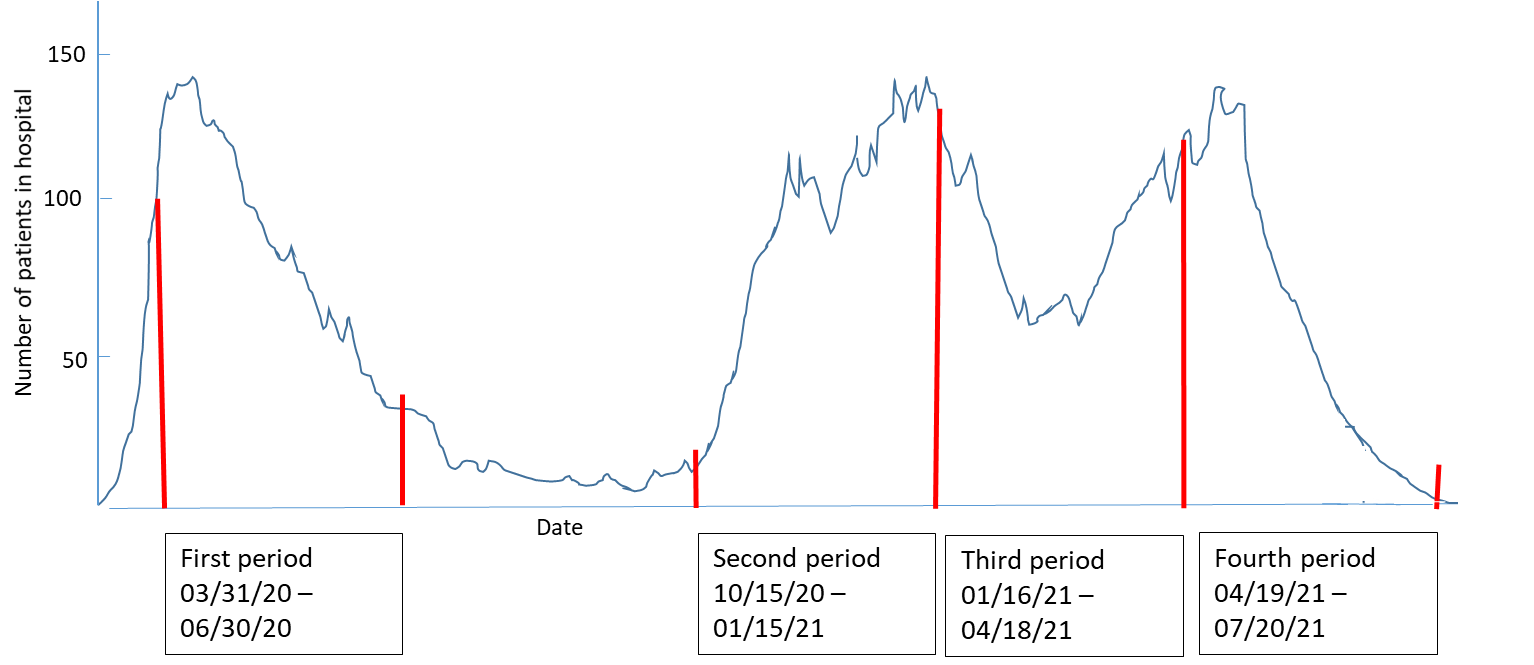 Number of patients in hospital
150
100
50
Date
First period
03/31/20 –
06/30/20
Second period
10/15/20 –
01/15/21
Third period
01/16/21 –
04/18/21
Fourth period
04/19/21 –
07/20/21